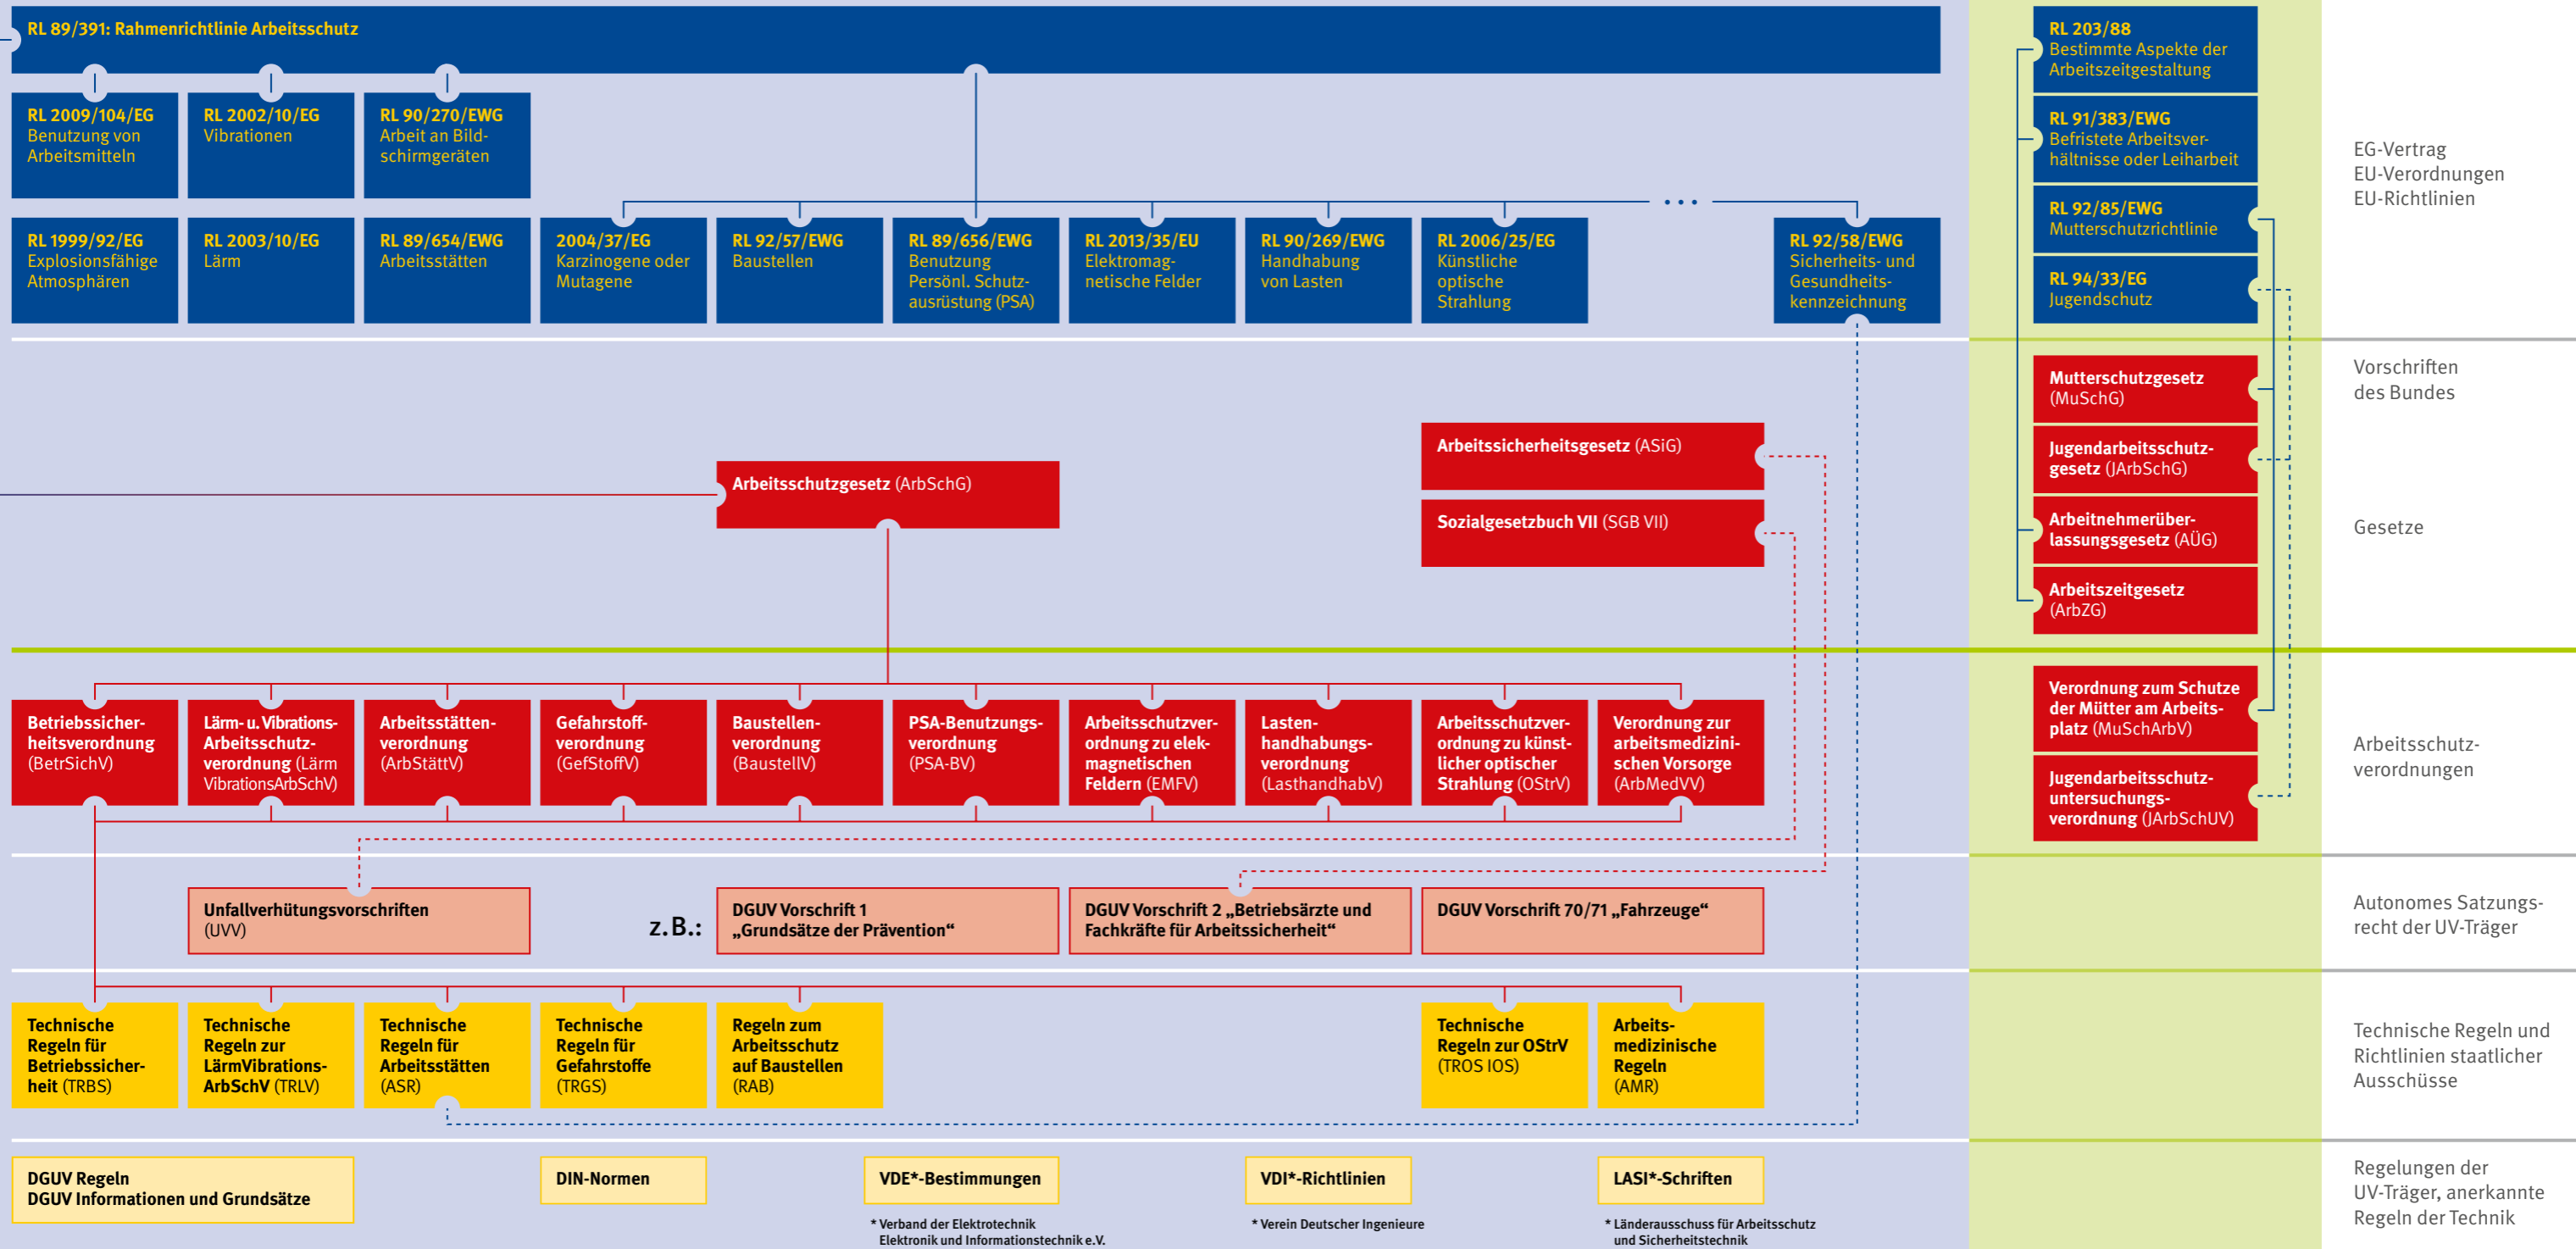 RL 89/391: Rahmenrichtlinie Arbeitsschutz
RL 2009/104/EG
Benutzung von
Arbeitsmitteln
RL 2002/10/EG
Vibrationen
RL 90/270/EWG
Arbeit an Bild-
schirmgeräten
RL 1999/92/EG
Explosionsfähige
Atmosphären
RL 2003/10/EG
Lärm
RL 89/654/EWG
Arbeitsstätten
2004/37/EG
Karzinogene oder
Mutagene
RL 92/57/EWG
Baustellen
RL 89/656/EWG
Benutzung
Persönl. Schutz-
ausrüstung (PSA)
RL 2013/35/EU
Elektromag-
netische Felder
RL 90/269/EWG
Handhabung
von Lasten
RL 2006/25/EG
Künstliche
optische
Strahlung
...
RL 92/58/EWG
Sicherheits- und
Gesundheits-
kennzeichnung
RL 203/88
Bestimmte Aspekte der
Arbeitszeitgestaltung
RL 91/383/EWG
Befristete Arbeitsver-
hältnisse oder Leiharbeit
RL 92/85/EWG
Mutterschutzrichtlinie
RL 94/33/EG
Jugendschutz
EG-Vertrag
EU-Verordnungen
EU-Richtlinien
Arbeitsschutzgesetz (ArbSchG)
Arbeitssicherheitsgesetz (ASiG)
Sozialgesetzbuch VII (SGB VII)
Mutterschutzgesetz
(MuSchG)
Jugendarbeitsschutz-
gesetz (JArbSchG)
Arbeitnehmerüber-
lassungsgesetz (AÜG)
Arbeitszeitgesetz
(ArbZG)
Vorschriften
des Bundes
Gesetze
Betriebssicher-
heitsverordnung
(BetrSichV)
Lärm- u. Vibrations-
Arbeitsschutz-
verordnung (Lärm
VibrationsArbSchV)
Arbeitsstätten-
verordnung
(ArbStättV)
Gefahrstoff-
verordnung
(GefStoffV)
Baustellen-
verordnung
(BaustellV)
PSA-Benutzungs-
verordnung
(PSA-BV)
Arbeitsschutzver-
ordnung zu elek-
magnetischen
Feldern (EMFV)
Lasten-
handhabungs-
verordnung
(LasthandhabV)
Arbeitsschutzver-
ordnung zu künst-
licher optischer
Strahlung (OStrV)
Verordnung zur
arbeitsmedizini-
schen Vorsorge
(ArbMedVV)
Verordnung zum Schutze
der Mütter am Arbeits-
platz (MuSchArbV)
Jugendarbeitsschutz-
untersuchungs-
verordnung (JArbSchUV)
Arbeitsschutz-
verordnungen
Unfallverhütungsvorschriften
(UVV)
z.B.:
DGUV Vorschrift 1
„Grundsätze der Prävention“
DGUV Vorschrift 2 „Betriebsärzte und
Fachkräfte für Arbeitssicherheit“
DGUV Vorschrift 70/71 „Fahrzeuge“
Autonomes Satzungs-
recht der UV-Träger
Technische
Regeln für
Betriebssicher-
heit (TRBS)
Technische
Regeln zur
LärmVibrations-
ArbSchV (TRLV)
Technische
Regeln für
Arbeitsstätten
(ASR)
Technische
Regeln für
Gefahrstoffe
(TRGS)
Regeln zum
Arbeitsschutz
auf Baustellen
(RAB)
Technische
Regeln zur OStrV
(TROS IOS)
Arbeits-
medizinische
Regeln
(AMR)
Technische Regeln und
Richtlinien staatlicher
Ausschüsse
DGUV Regeln
DGUV Informationen und Grundsätze
DIN-Normen
VDE*-Bestimmungen
* Verband der Elektrotechnik
Elektronik und Informationstechnik e.V.
VDI*-Richtlinien
* Verein Deutscher Ingenieure
LASI*-Schriften
* Länderausschuss für Arbeitsschutz
und Sicherheitstechnik
Regelungen der
UV-Träger, anerkannte
Regeln der Technik